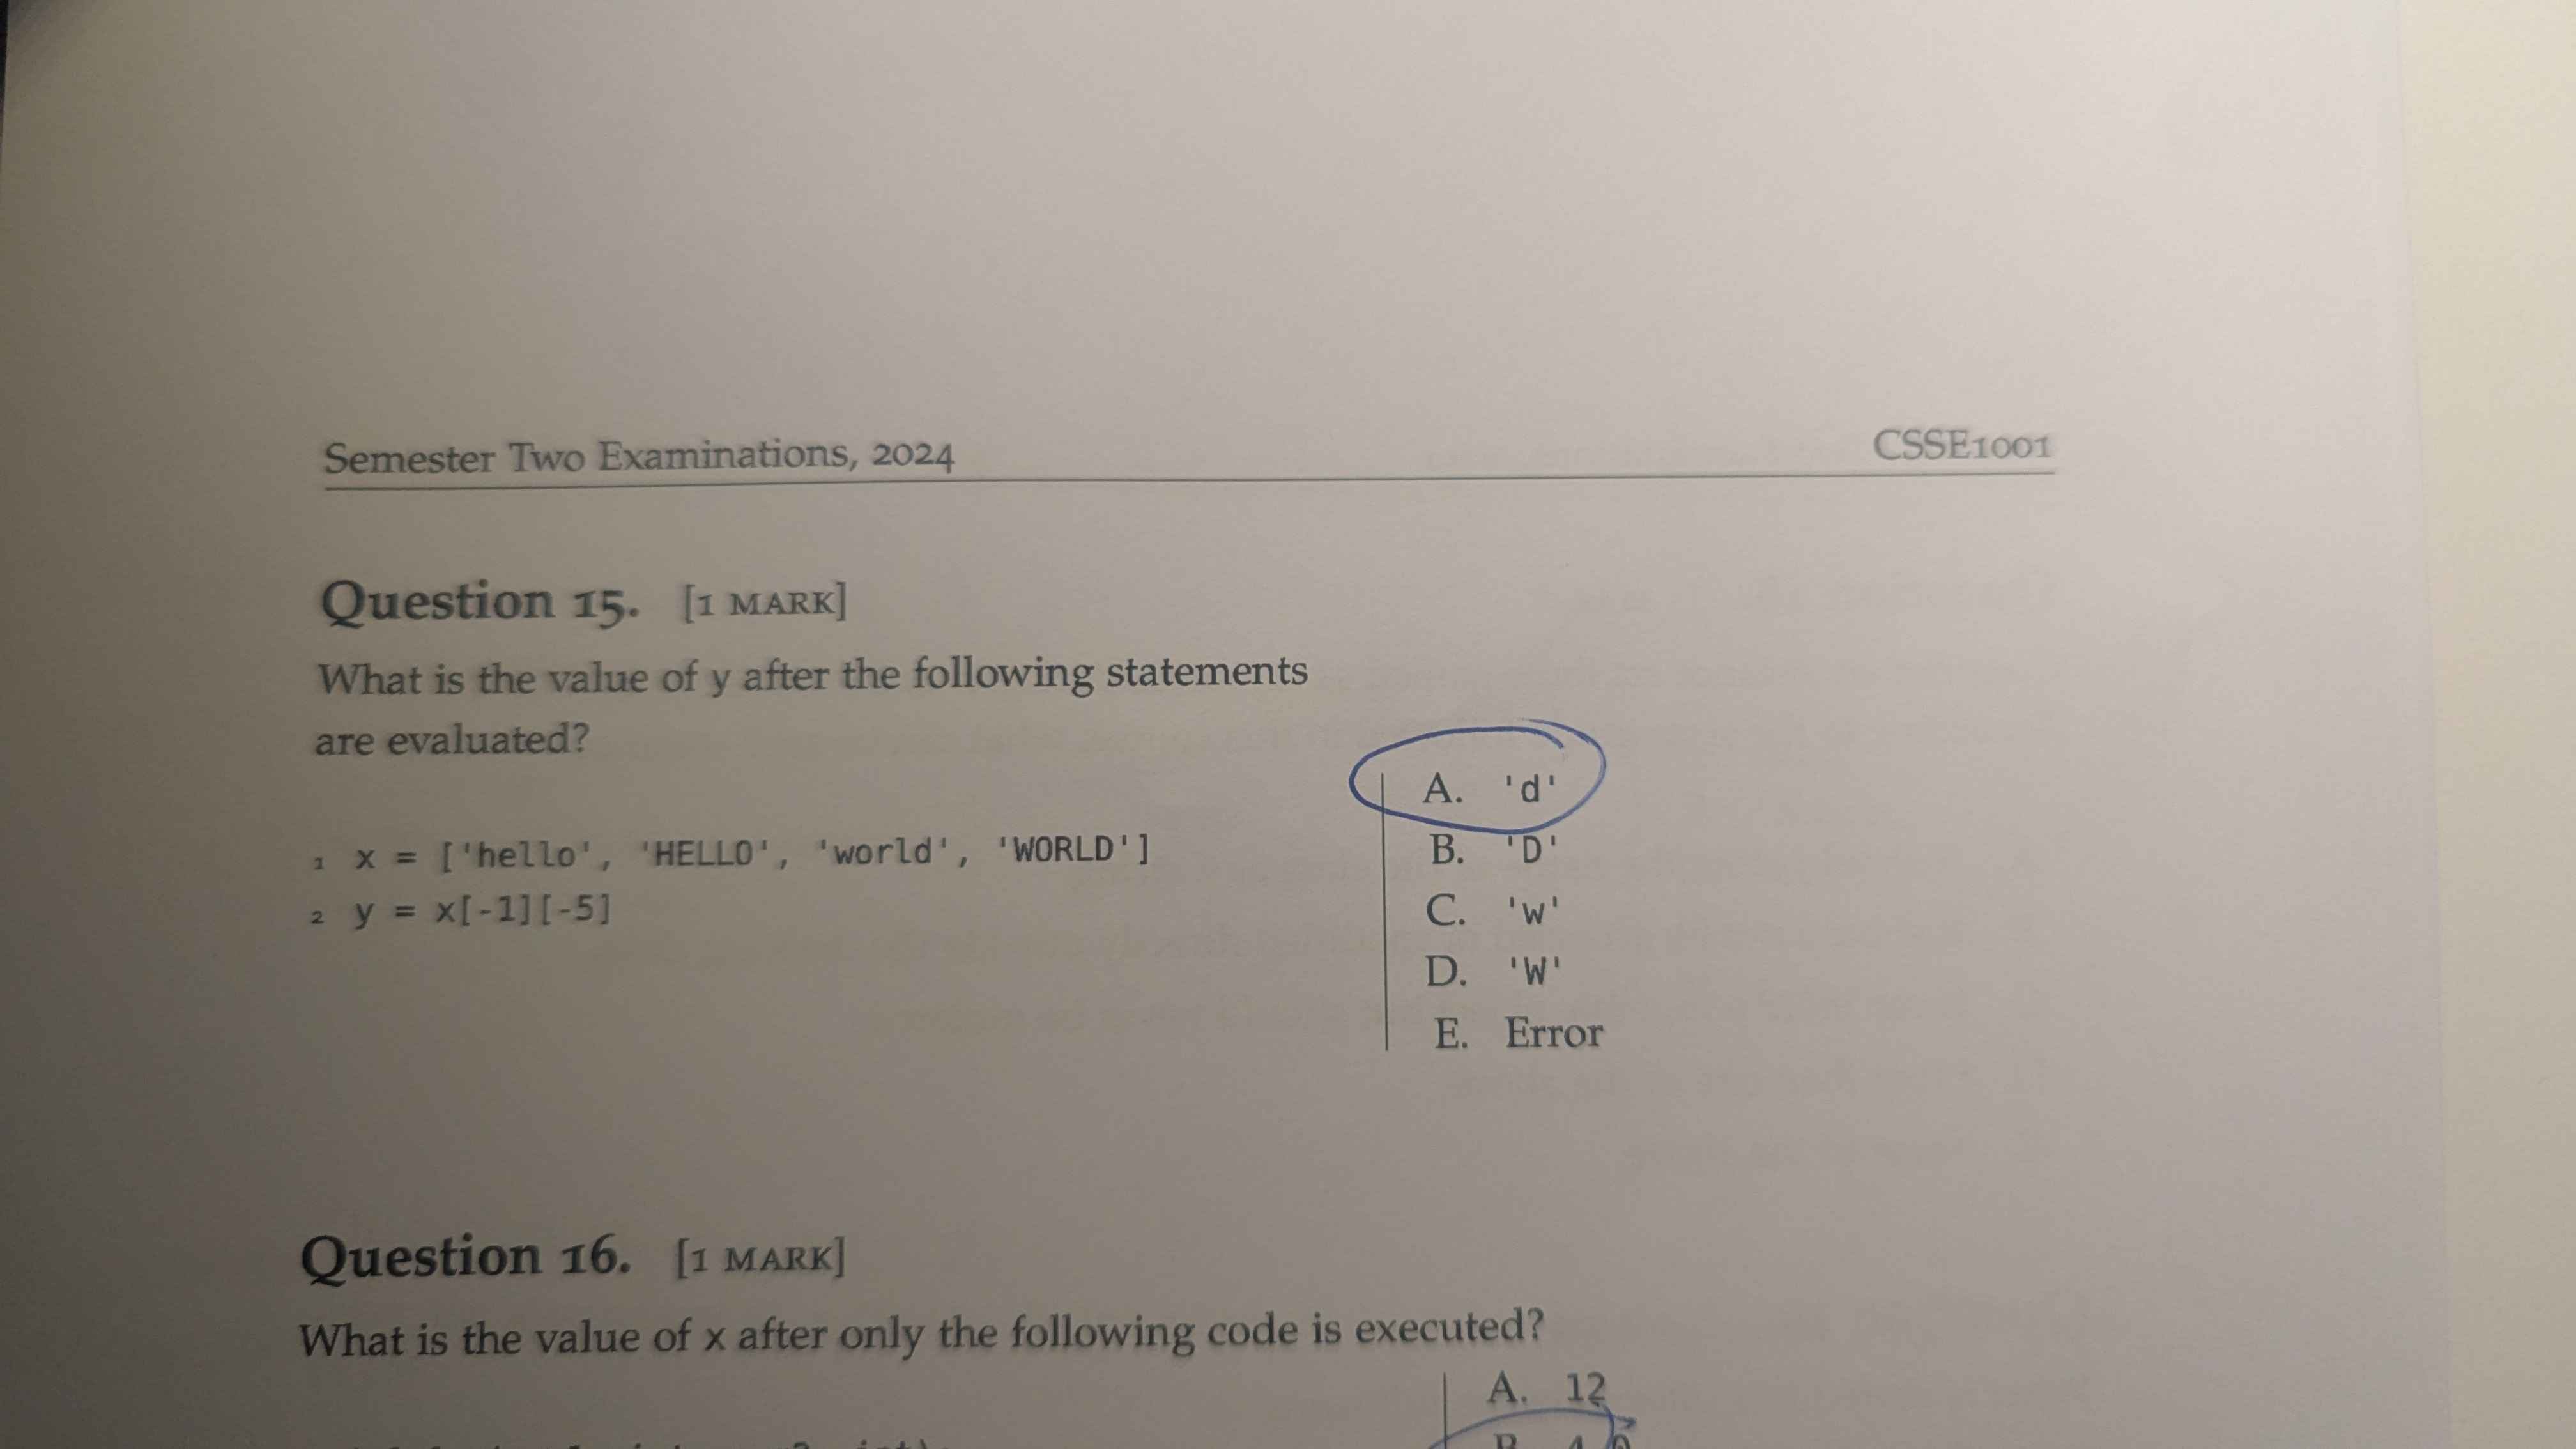 Semester Two Examinations, 2024
CSSE1001
Question 15. [1 MARK]
What is the value of y after the following statements
are evaluated?
1 x = ['hello', 'HELLO', 'world', 'WORLD']
2 y = x[-1][-5]
A. 'd'
B. 'D'
C. 'w'
D. 'W'
E. Error
Question 16. [1 MARK]
What is the value of x after only the following code is executed?
A. 12